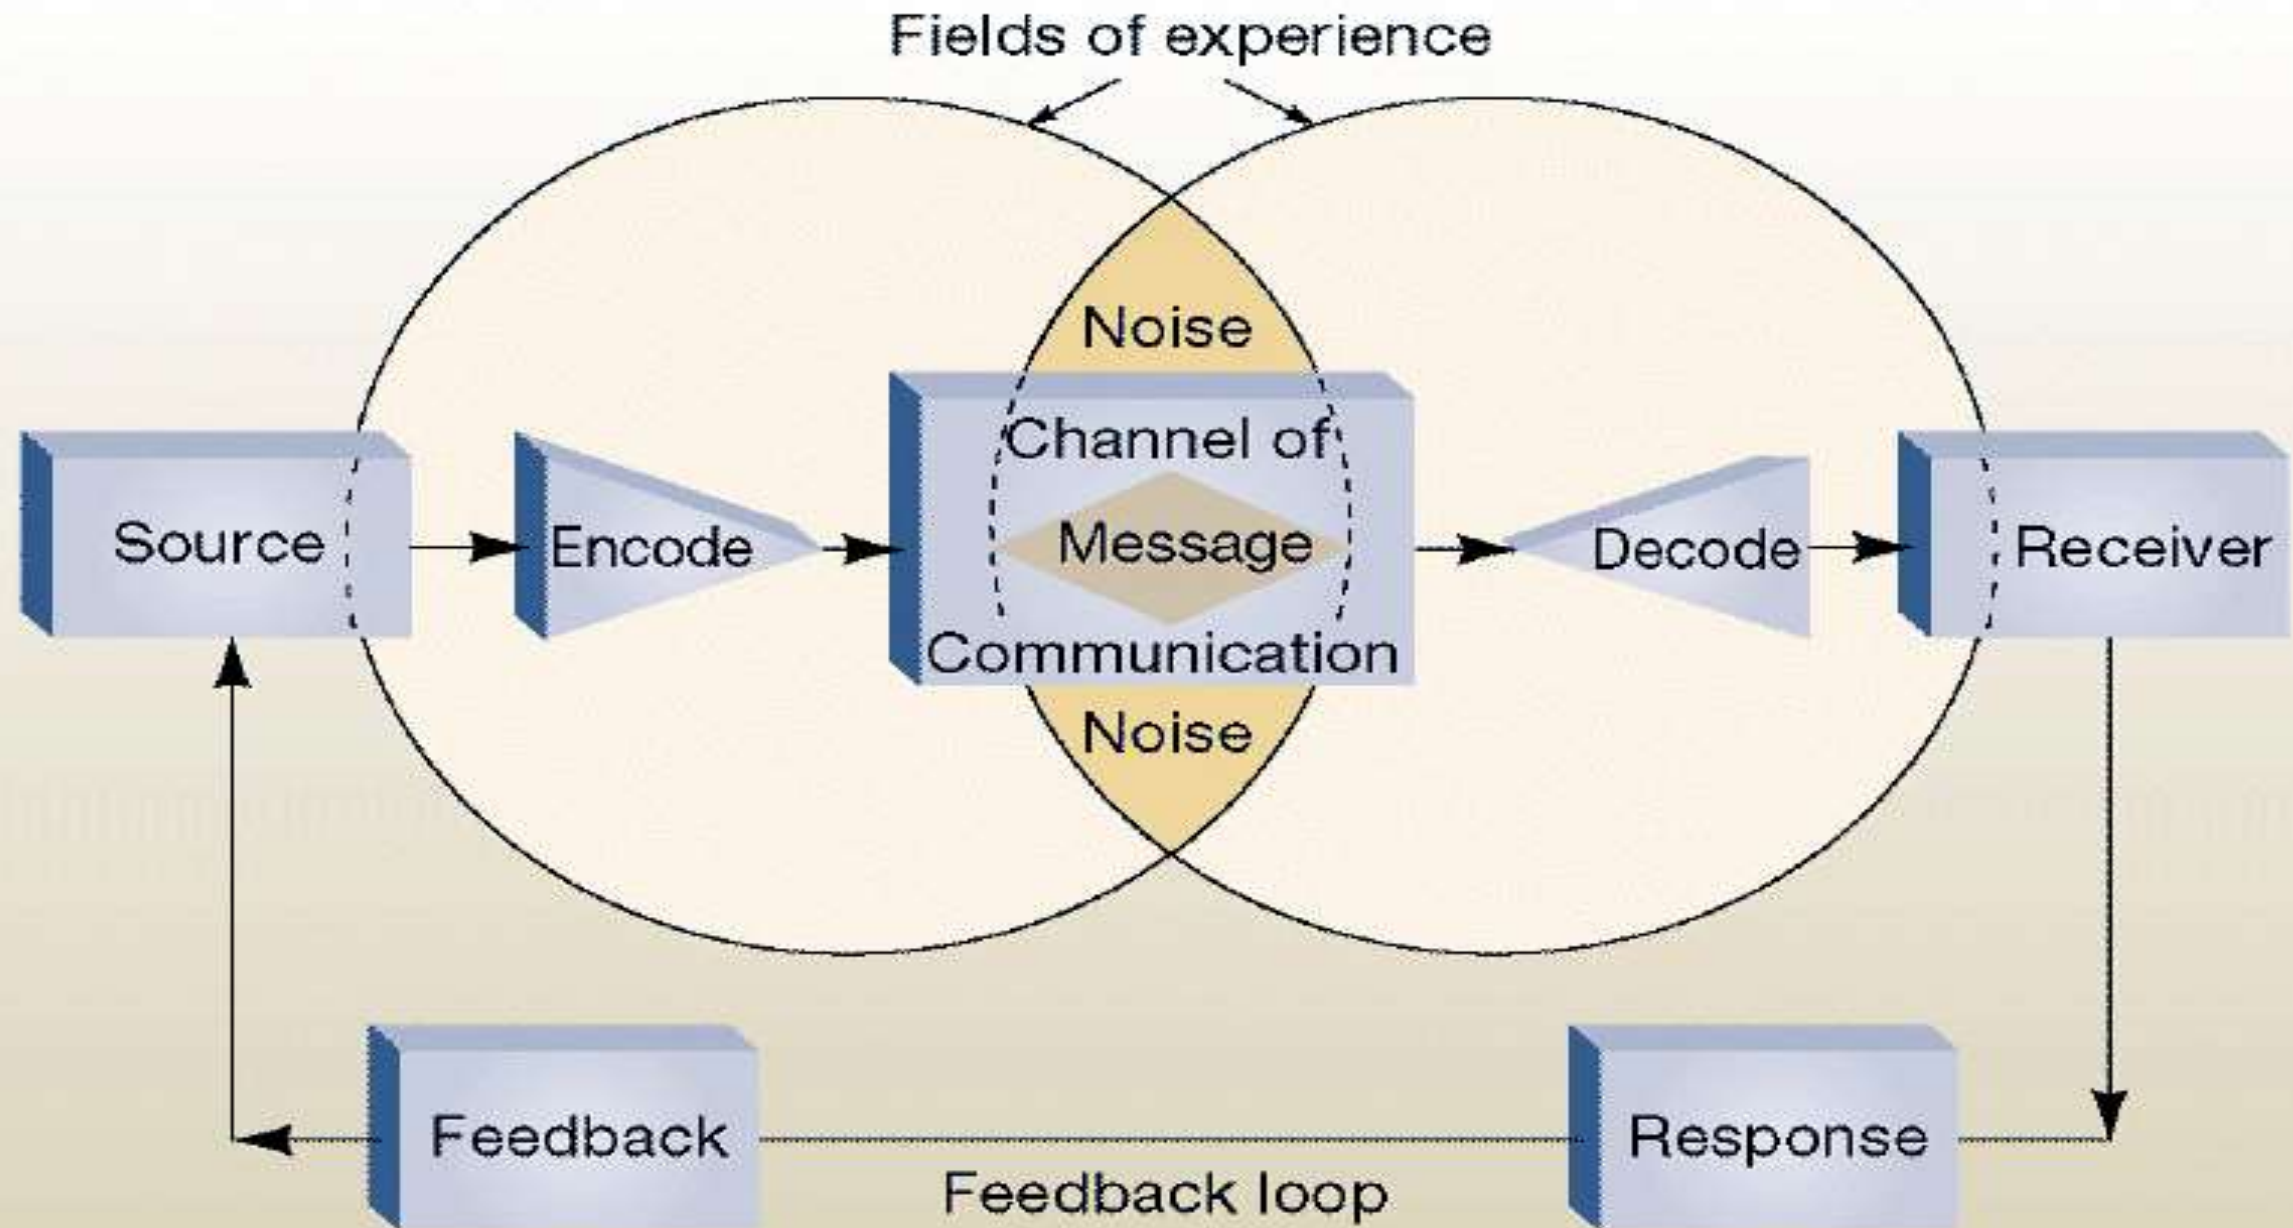 Fields of experience
Noise
Channel of
Source
Encode
Message
Decode
Receiver
Communication
Noise
Feedback
Response
Feedback loop